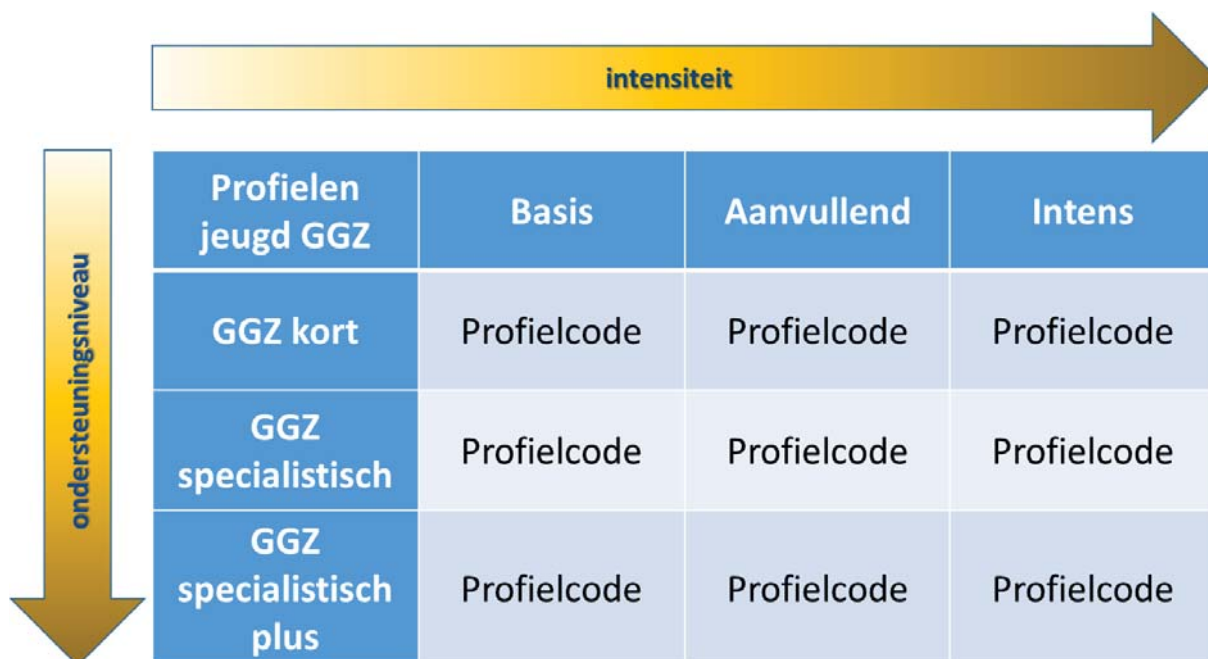 intensiteit
ondersteuningsniveau
Profielen
jeugd GGZ
Basis
Aanvullend
Intens
GGZ kort
Profielcode
Profielcode
Profielcode
GGZ
specialistisch
Profielcode
Profielcode
Profielcode
GGZ
specialistisch
plus
Profielcode
Profielcode
Profielcode